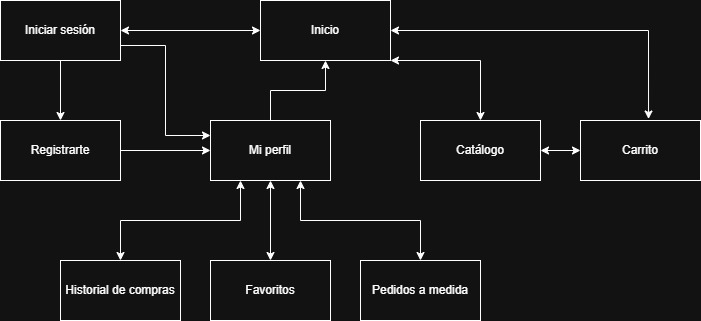 Iniciar sesión
Inicio
Registrarte
Mi perfil
Catálogo
Carrito
Historial de compras
Favoritos
Pedidos a medida